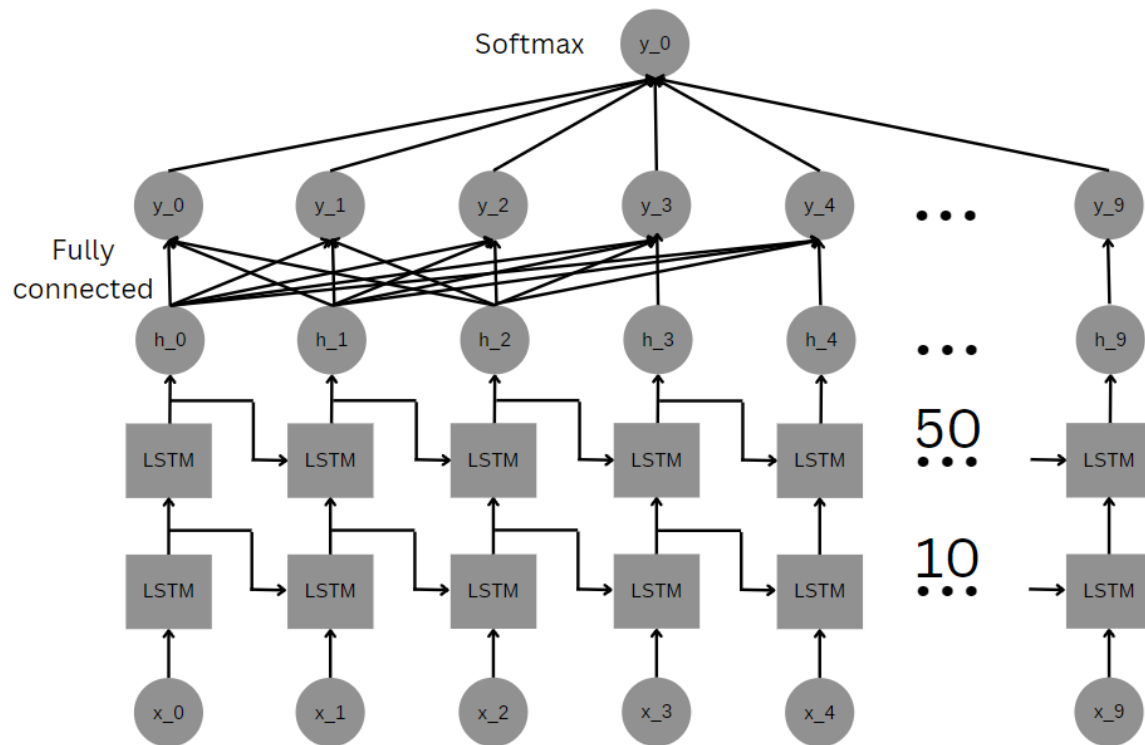 Softmax
y_0
y_0
y_1
y_2
y_3
y_4
...
y_9
Fully
connected
h_0
h_1
h_2
h_3
h_4
...
h_9
50
LSTM
LSTM
LSTM
LSTM
LSTM
...
LSTM
10
LSTM
LSTM
LSTM
LSTM
LSTM
...
LSTM
x_0
x_1
x_2
x_3
x_4
x_9